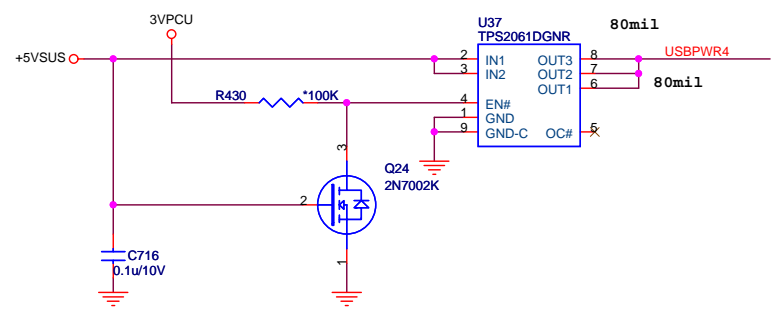 3VPCU
U37
TPS2061DGNR
80mil
+5VSUS
2
IN1
OUT3
8
USBPWR4
3
IN2
OUT2
7
OUT1
6
80mil
R430
*100K
4
EN#
1
GND
9
GND-C
OC#
5
3
Q24
2N7002K
2
1
C716
0.1u/10V